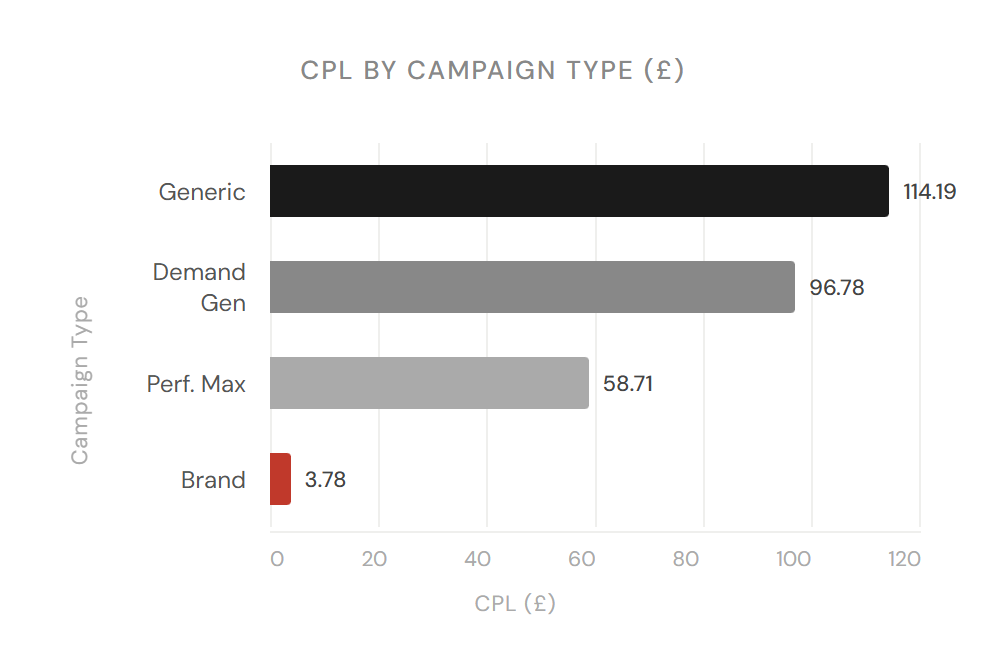 CPL BY CAMPAIGN TYPE (£)
Campaign Type
Generic
114.19
Demand
Gen
96.78
Perf. Max
58.71
Brand
3.78
0 20 40 60 80 100 120
CPL (£)